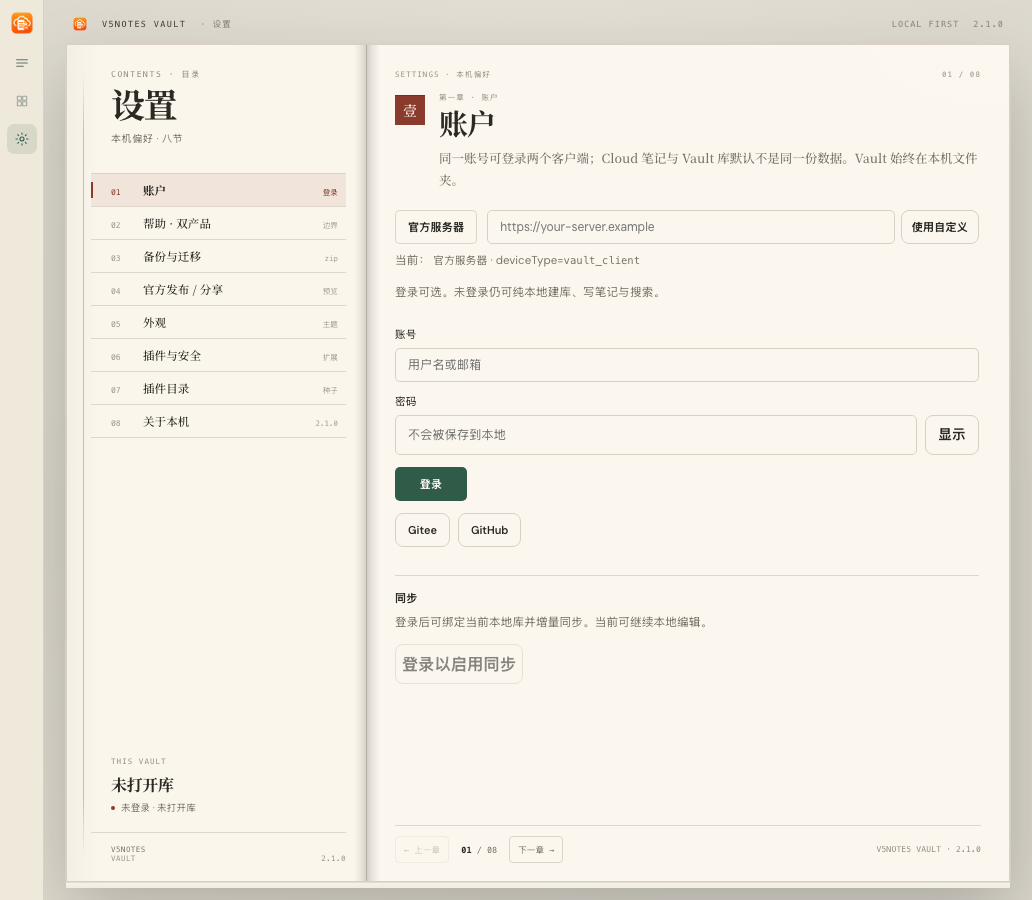 V5NOTES VAULT · 设置
LOCAL FIRST 2.1.0
CONTENTS · 目录
设置
本机偏好 · 八节
01 账户 登录
02 帮助 · 双产品 边界
03 备份与迁移 zip
04 官方发布 / 分享 预览
05 外观 主题
06 插件与安全 扩展
07 插件目录 种子
08 关于本机 2.1.0
THIS VAULT
未打开库
未登录 · 未打开库
V5NOTES
VAULT 2.1.0
SETTINGS · 本机偏好 01 / 08
壹
第一章 · 账户
账户
同一账号可登录两个客户端；Cloud 笔记与 Vault 库默认不是同一份数据。Vault 始终在本机文件
夹。
官方服务器 https://your-server.example 使用自定义
当前： 官方服务器 · deviceType=vault_client
登录可选。未登录仍可纯本地建库、写笔记与搜索。
账号
用户名或邮箱
密码
不会被保存到本地 显示
登录
Gitee GitHub
同步
登录后可绑定当前本地库并增量同步。当前可继续本地编辑。
登录以启用同步
← 上一章 01 / 08 下一章 → V5NOTES VAULT · 2.1.0